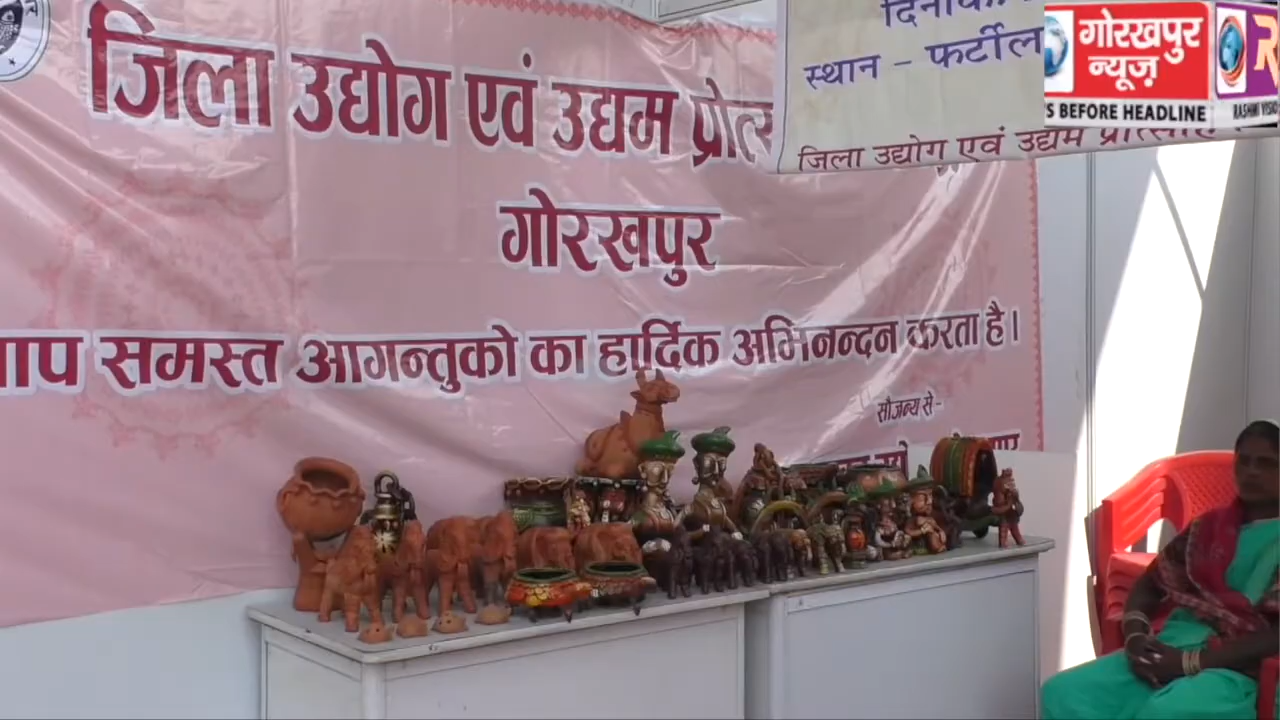 जिला उद्योग एवं उद्यम
गोरखपुर
समस्त आगन्तुको का हार्दिक अभिनन्दन करता है।
सौजन्य से-
स्थान - फर्टील
जिला उद्योग एवं उद्यम
गोरखपुर
न्यूज़
BEFORE HEADLINE
RASHMI